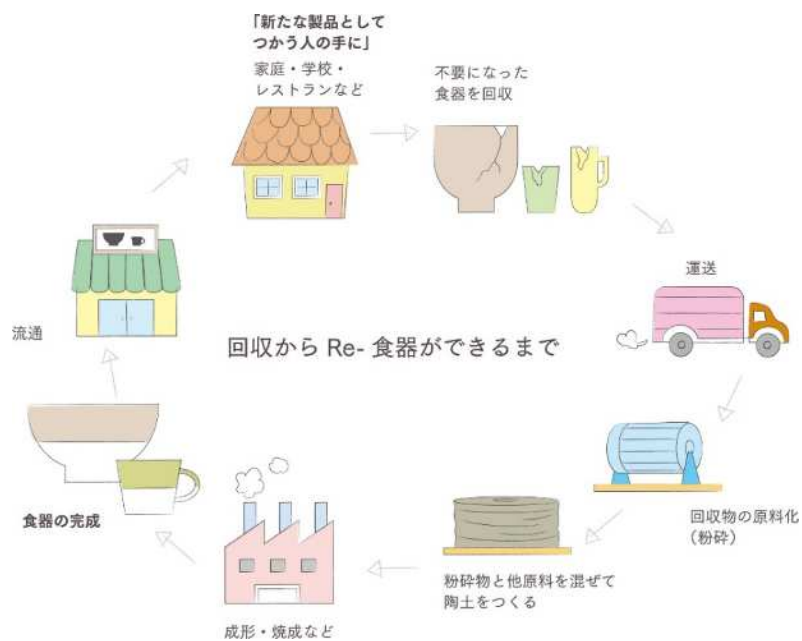 「新たな製品として
つかう人の手に」
家庭・学校・
レストランなど
不要になった
食器を回収
運送
回収物の原料化
（粉砕）
粉砕物と他原料を混ぜて
陶土をつくる
成形・焼成など
食器の完成
流通
回収から Re- 食器ができるまで